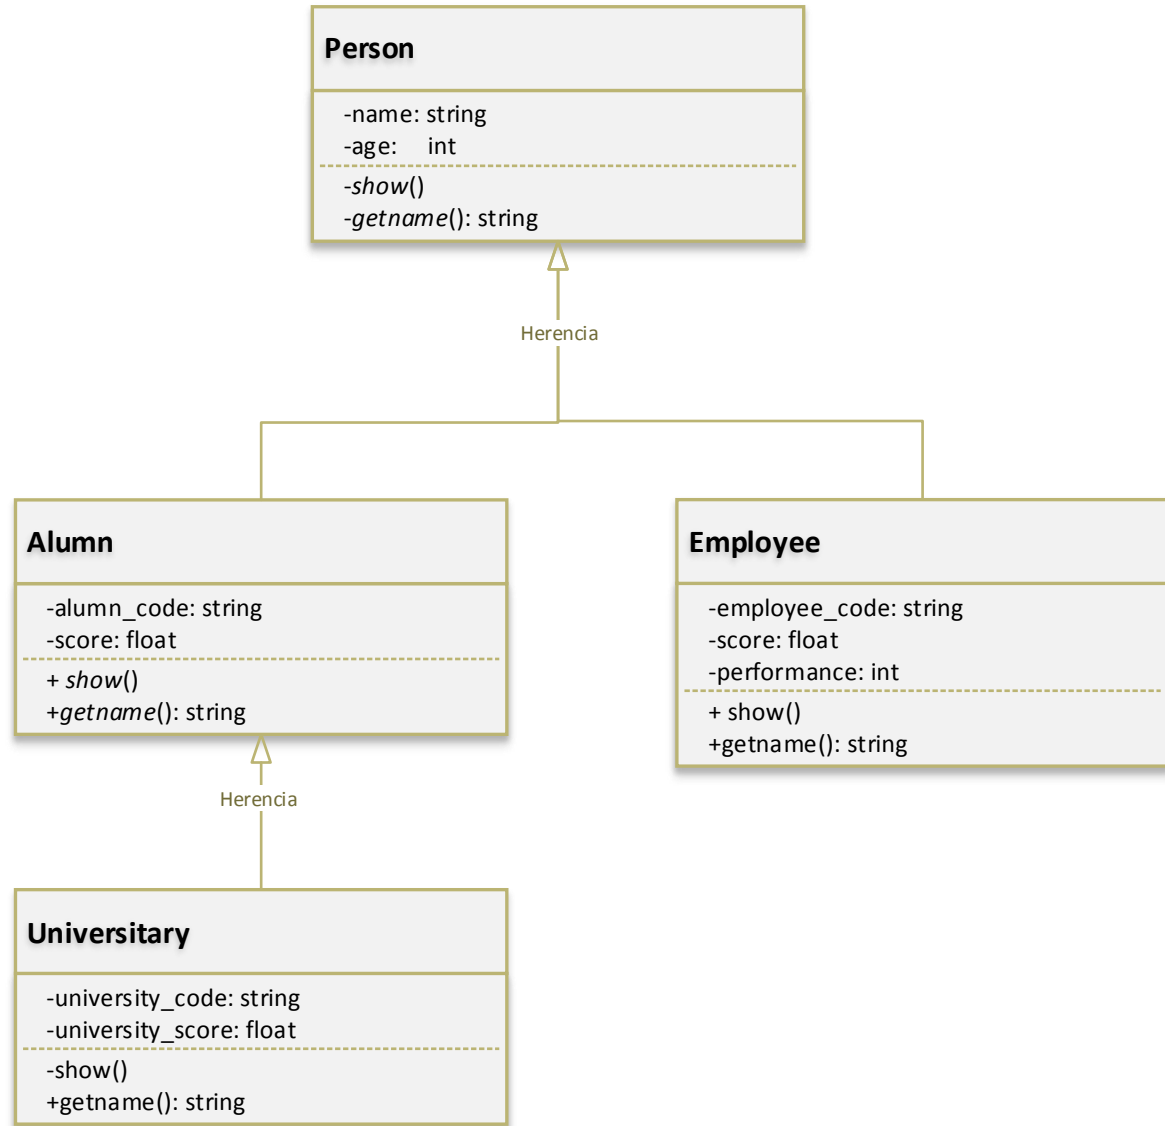 Person
-name: string
-age: int
-show()
-getname(): string
Herencia
Alumn
-alumn_code: string
-score: float
+ show()
+getname(): string
Employee
-employee_code: string
-score: float
-performance: int
+ show()
+getname(): string
Herencia
Universitary
-university_code: string
-university_score: float
-show()
+getname(): string